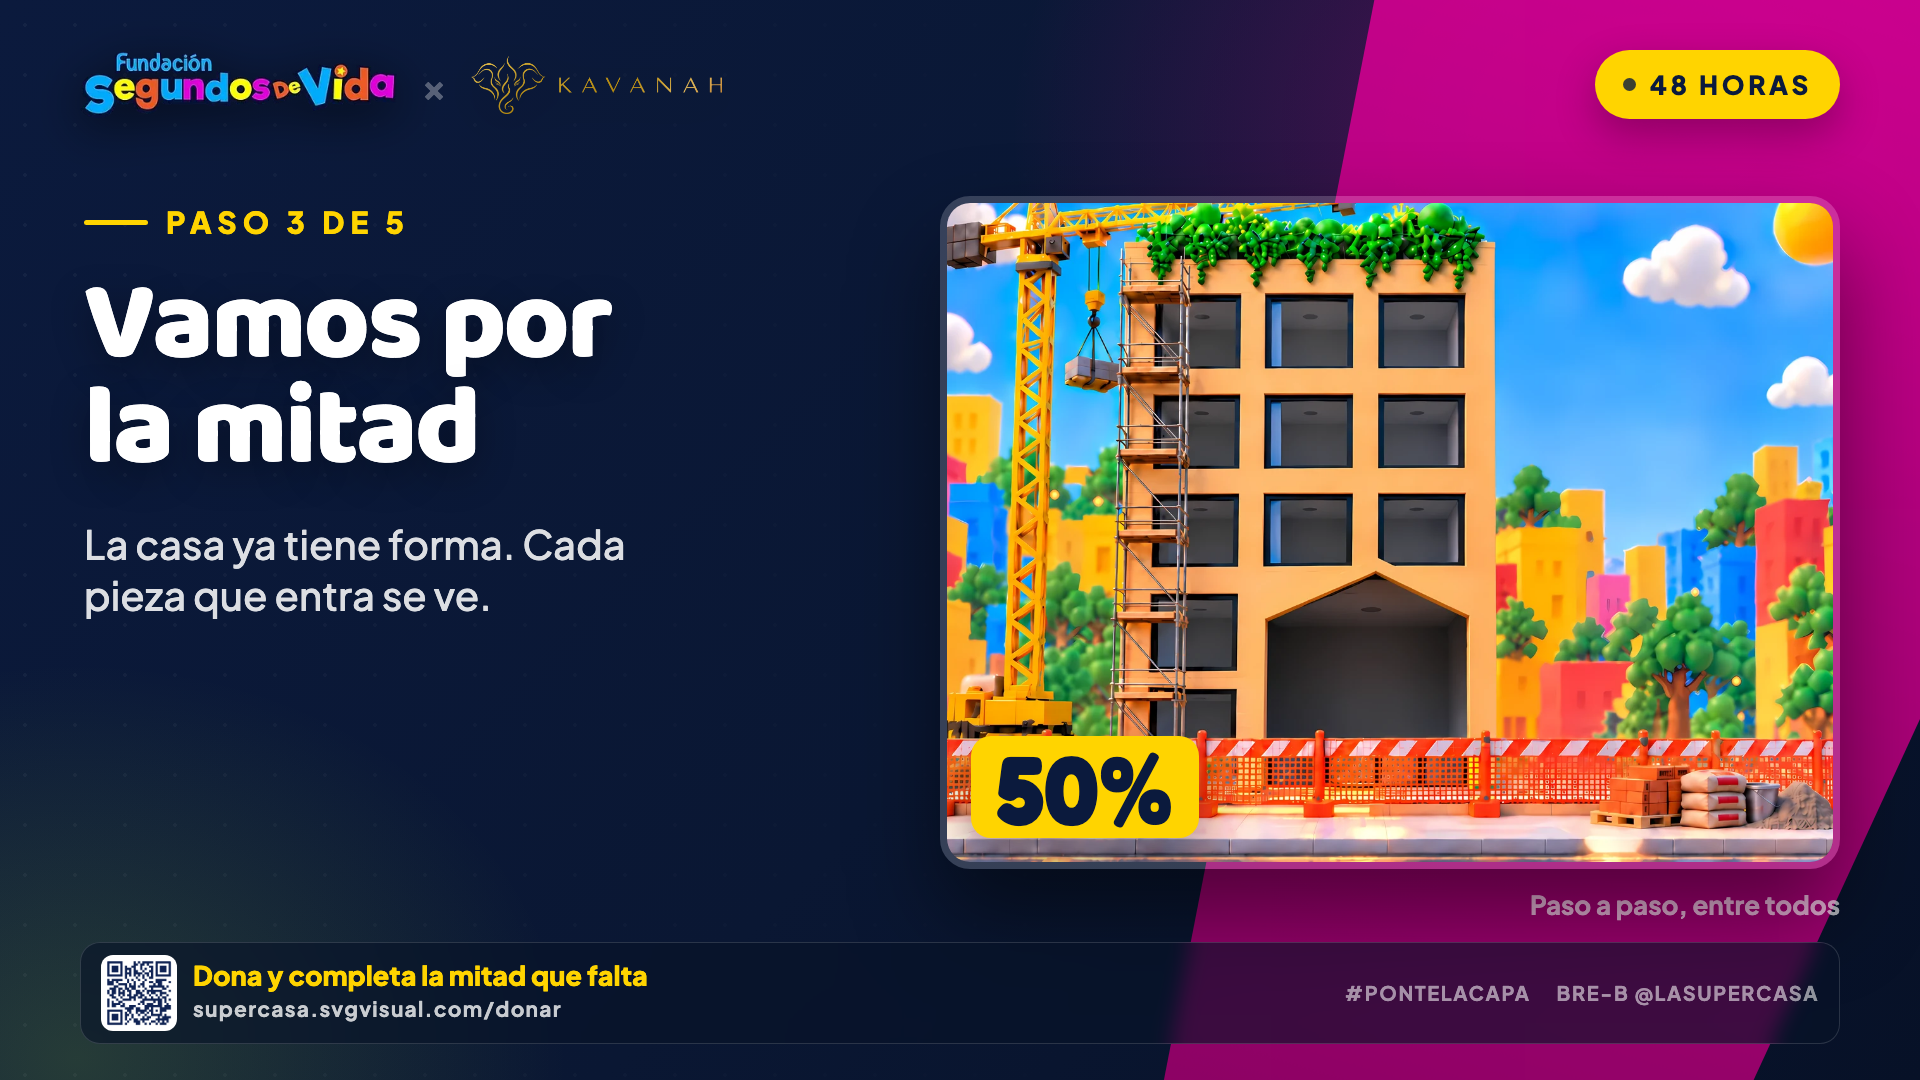 Fundación
Segundos DE Vida × KAVANAH
48 HORAS
PASO 3 DE 5
Vamos por
la mitad
La casa ya tiene forma. Cada
pieza que entra se ve.
50%
Paso a paso, entre todos
Dona y completa la mitad que falta
supercasa.svgvisual.com/donar
#PONTELACAPA BRE-B @LASUPERCASA